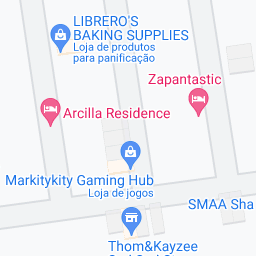 LIBRERO'S
BAKING SUPPLIES
Loja de produtos
para panificação
Zapantastic
Arcilla Residence
Markitykity Gaming Hub
Loja de jogos
SMAA Sha
Thom&Kayzee